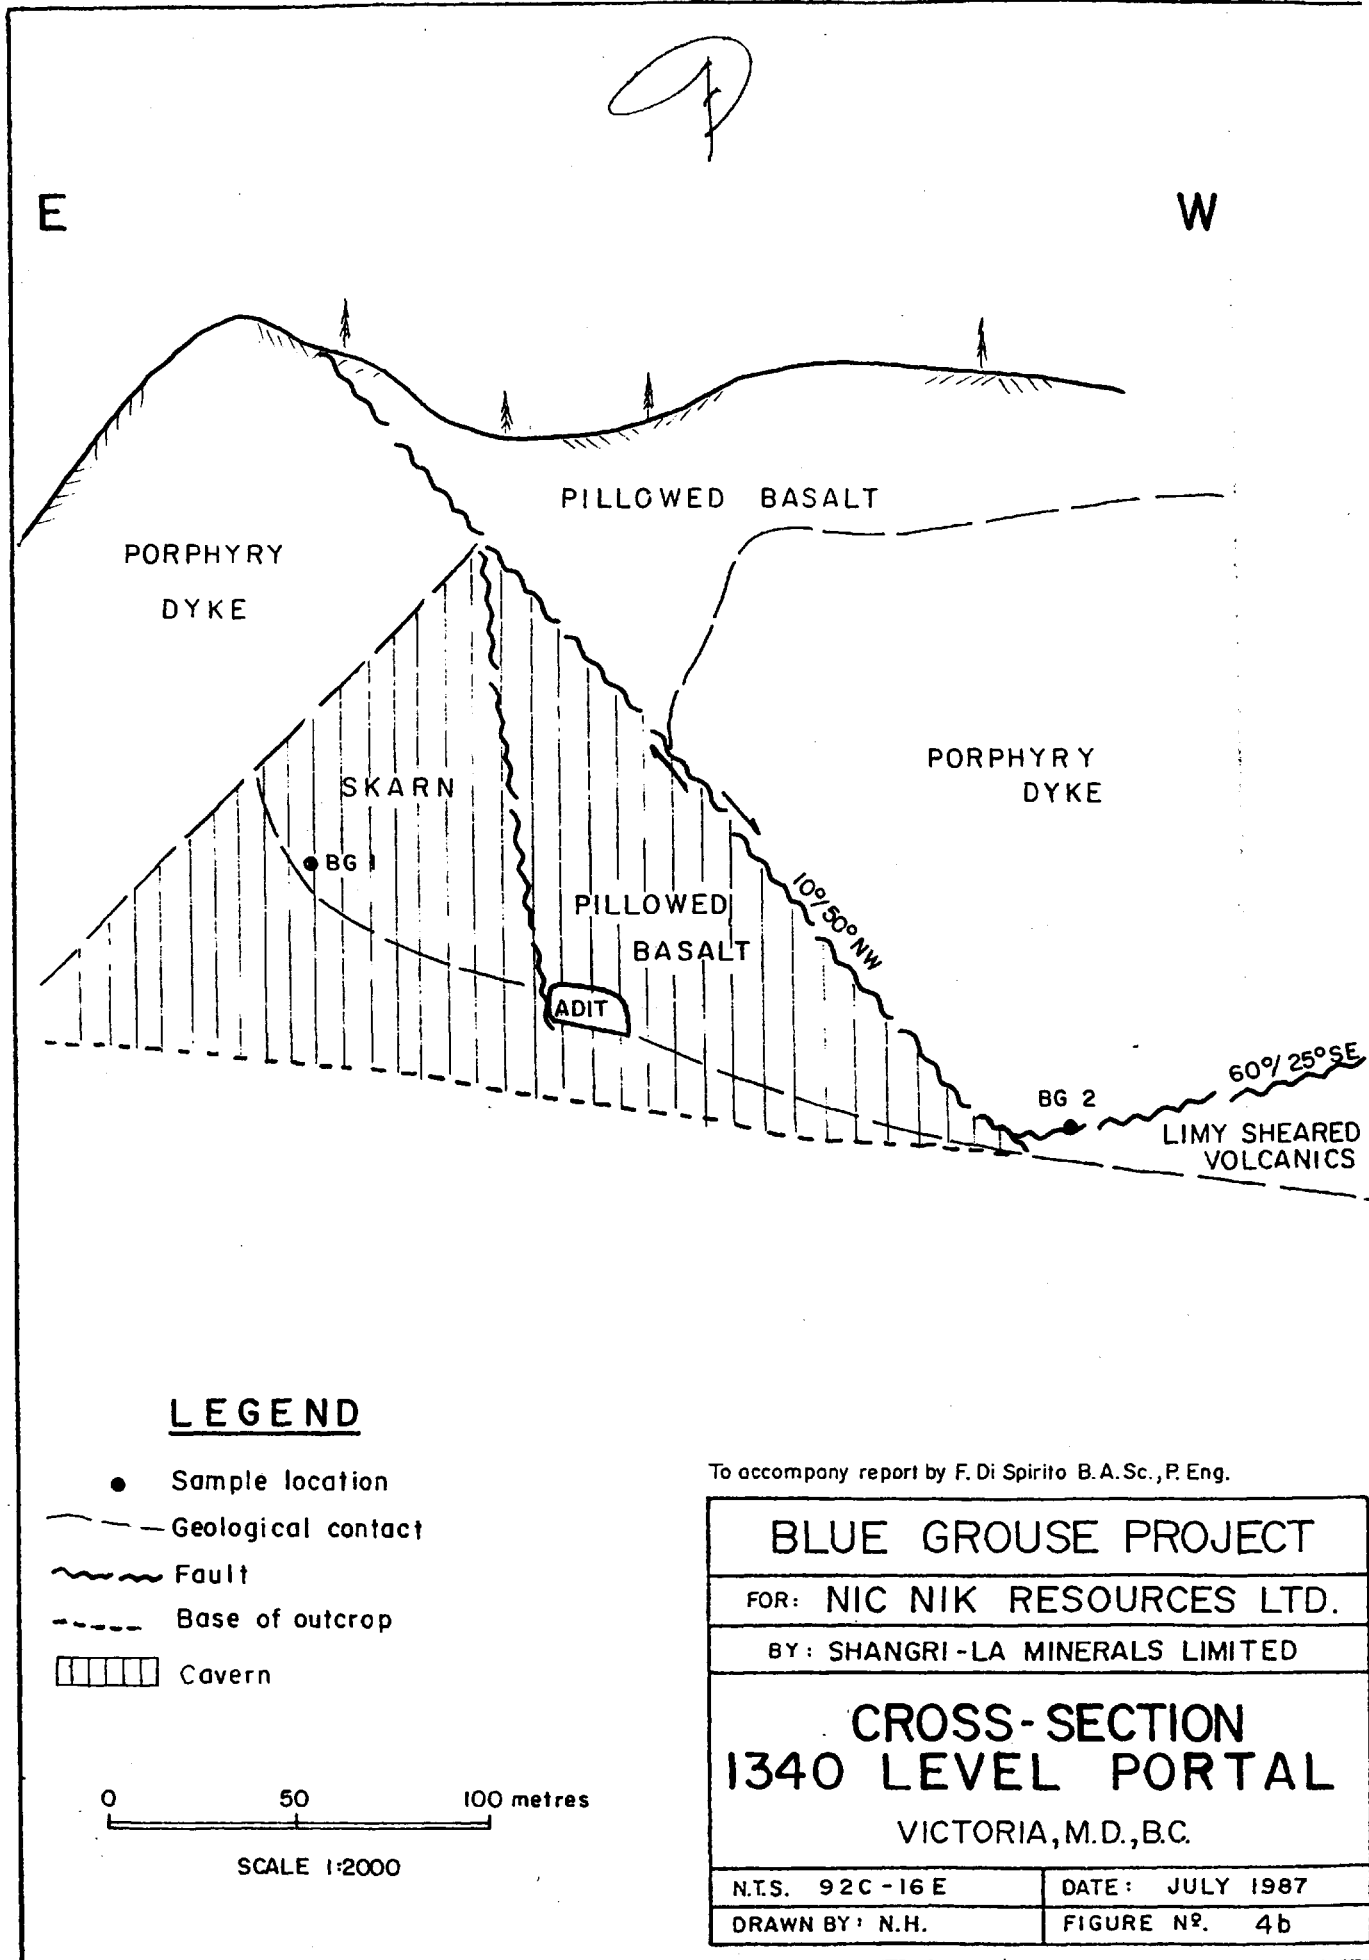 E
W
PILLOWED BASALT
PORPHYRY
DYKE
PORPHYRY
DYKE
SKARN
BG 1
PILLOWED
BASALT
10°/50°NW
ADIT
60°/25°SE
BG 2
LIMY SHEARED
VOLCANICS
LEGEND
Sample location
Geological contact
Fault
Base of outcrop
Cavern
0 50 100 metres
SCALE 1:2000
To accompany report by F. Di Spirito B.A.Sc., P. Eng.
BLUE GROUSE PROJECT
FOR: NIC NIK RESOURCES LTD.
BY: SHANGRI-LA MINERALS LIMITED
CROSS-SECTION
1340 LEVEL PORTAL
VICTORIA, M.D., B.C.
N.T.S. 92C-16E
DATE: JULY 1987
DRAWN BY: N.H.
FIGURE Nº. 4b